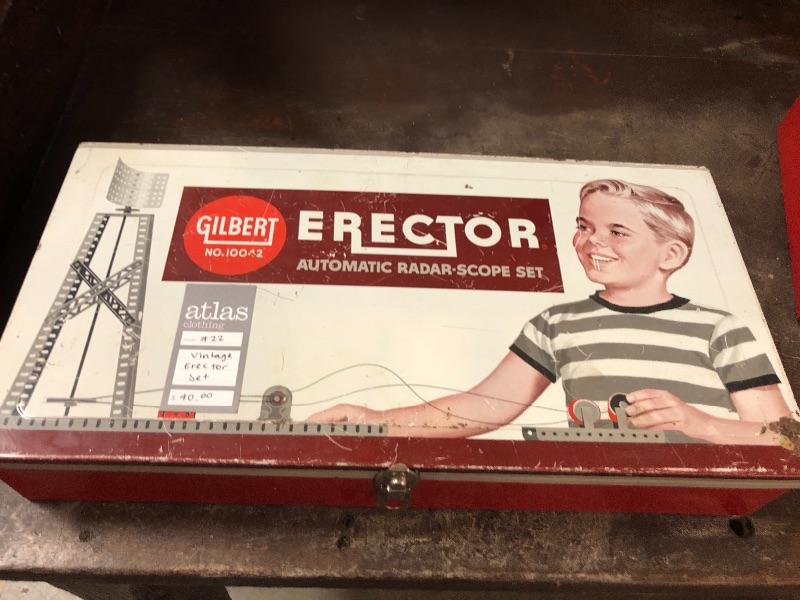 GILBERT
NO.10042
ERECTOR
AUTOMATIC RADAR-SCOPE SET
atlas
clothing
#22
Vintage
Erector
Set
$ 40.00